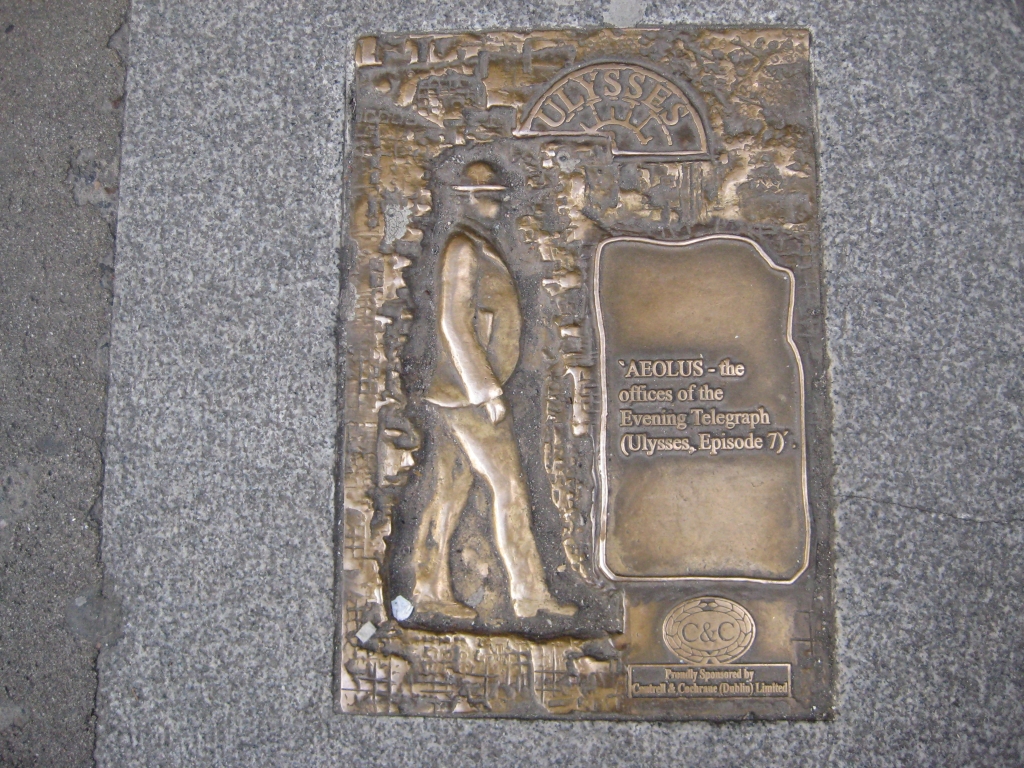 ULYSSES
'AEOLUS - the
offices of the
Evening Telegraph
(Ulysses, Episode 7)'.
C&C
Proudly Sponsored by
Cantrell & Cochrane (Dublin) Limited